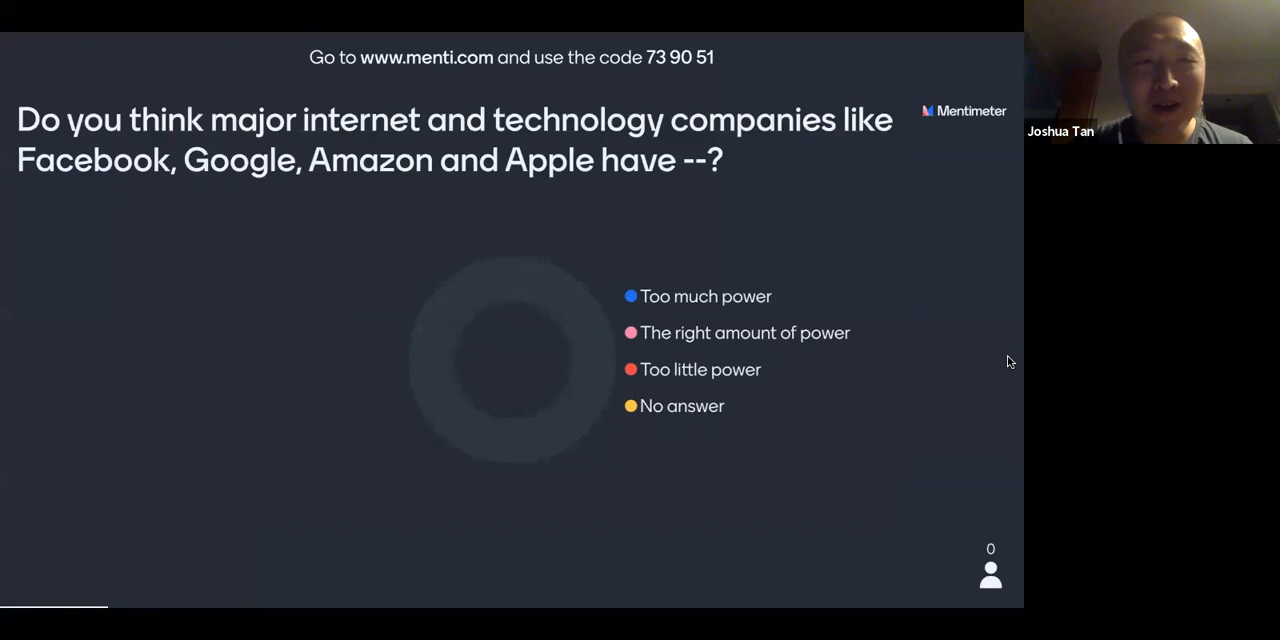 Go to www.menti.com and use the code 73 90 51
Do you think major internet and technology companies like
Facebook, Google, Amazon and Apple have --?
Mentimeter
Joshua Tan
Too much power
The right amount of power
Too little power
No answer
0